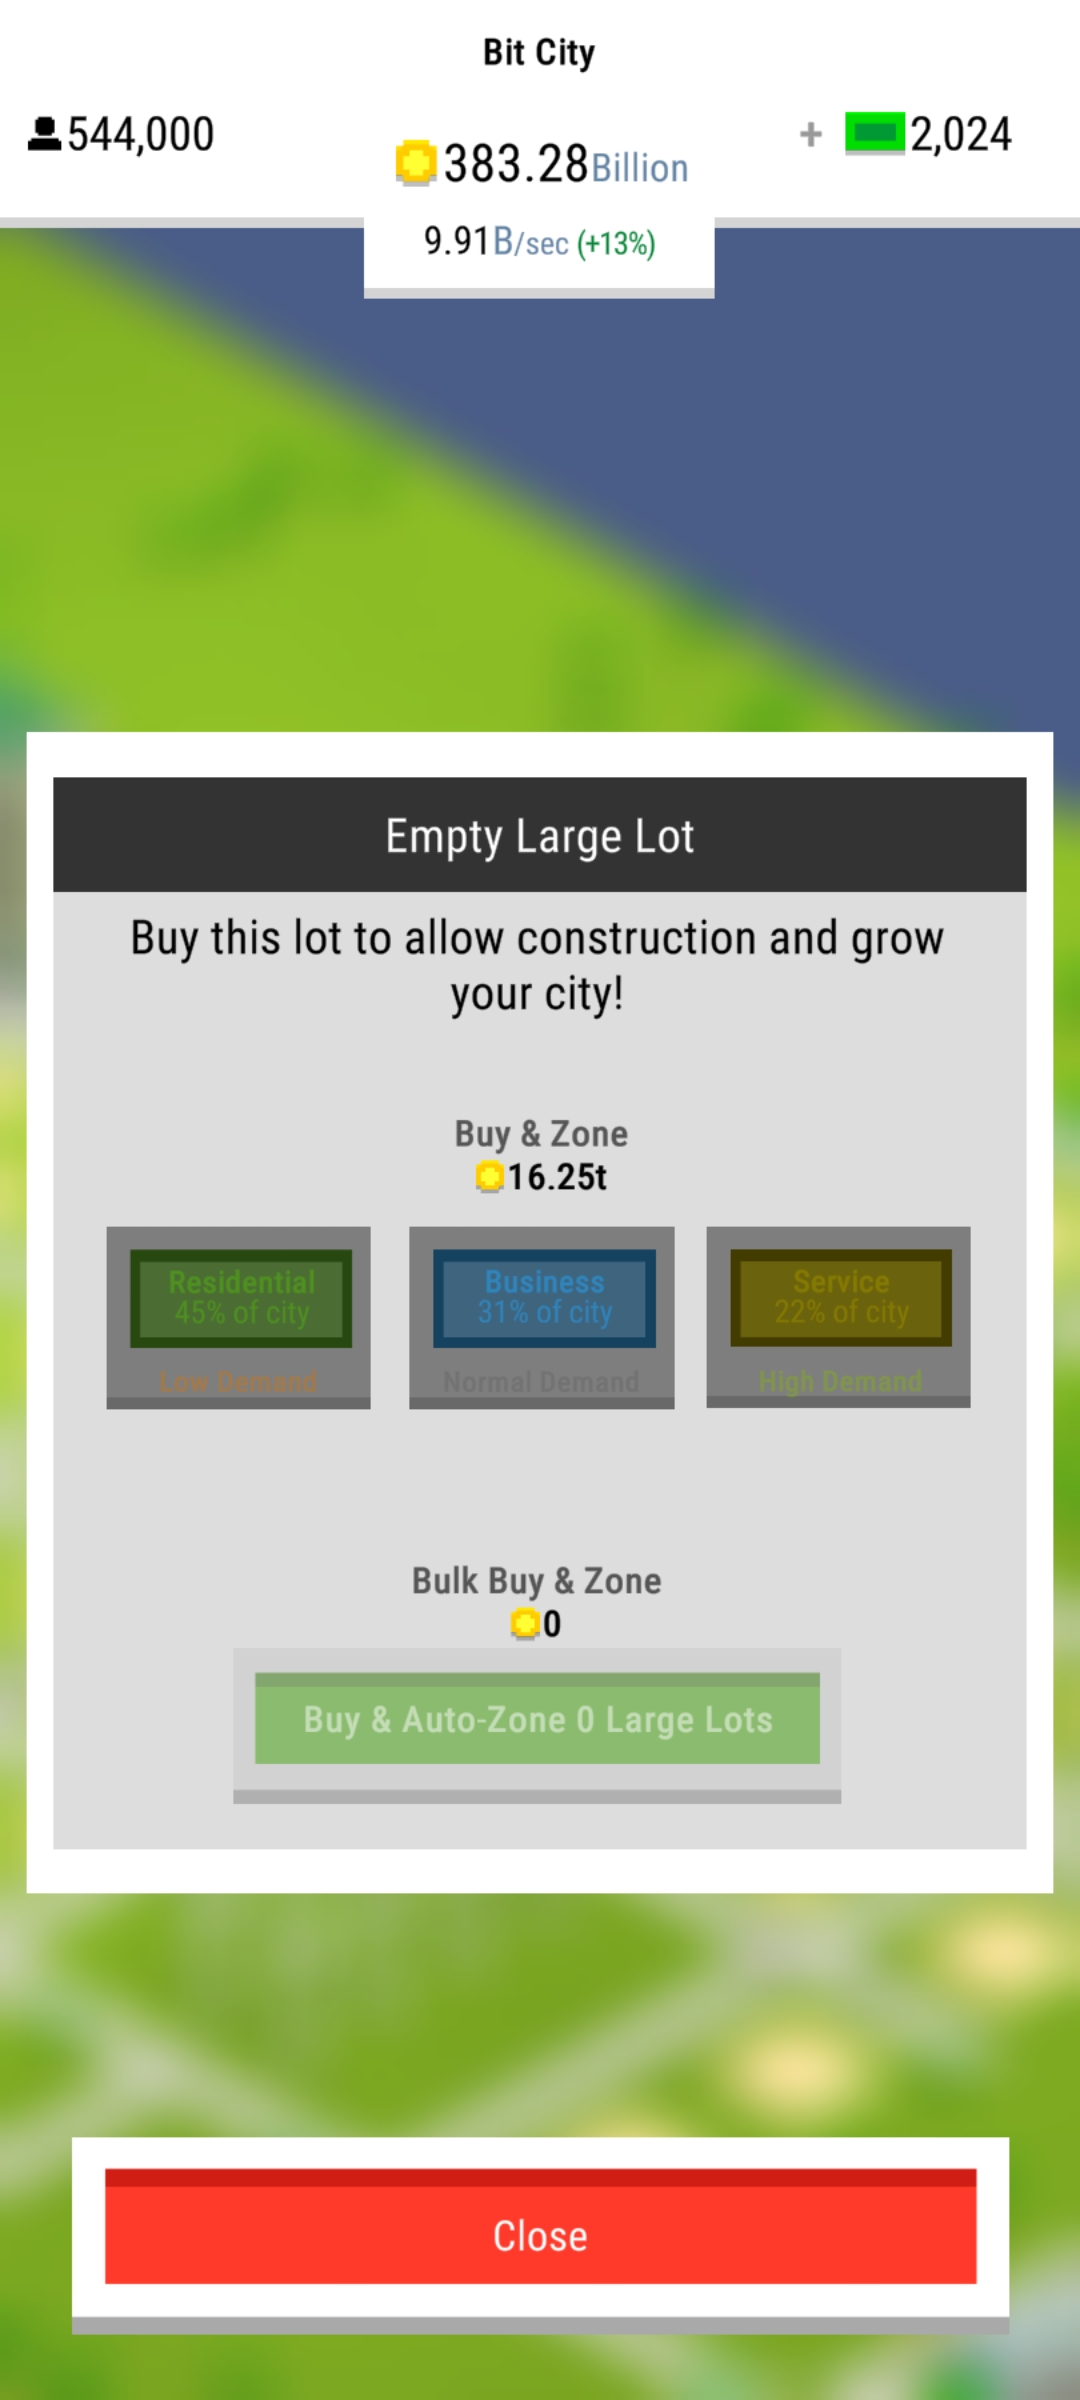 Bit City
544,000
383.28Billion
+ 2,024
9.91B/sec (+13%)
Empty Large Lot
Buy this lot to allow construction and grow
your city!
Buy & Zone
16.25t
Residential
45% of city
Low Demand
Business
31% of city
Normal Demand
Service
22% of city
High Demand
Bulk Buy & Zone
0
Buy & Auto-Zone 0 Large Lots
Close